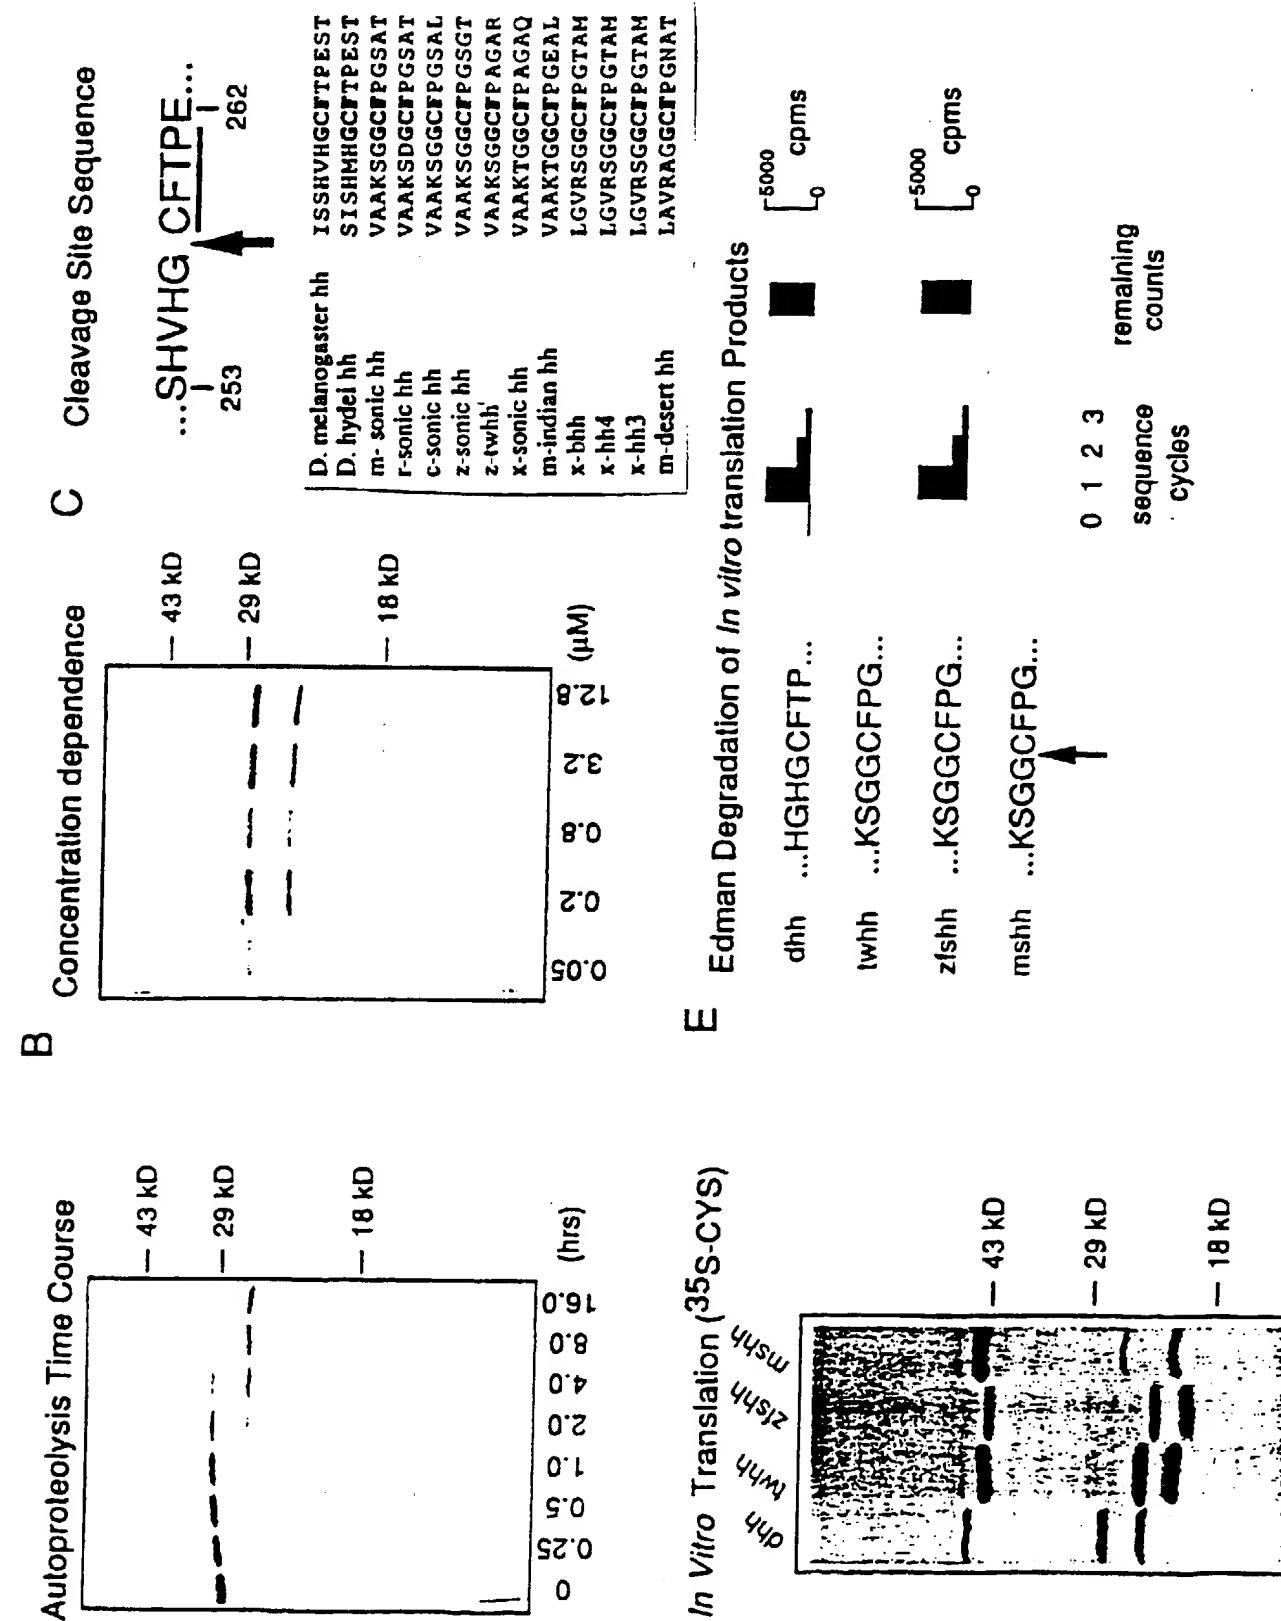 Autoproteolysis Time Course
43 kD
29 kD
18 kD
0 0.25 0.5 1.0 2.0 4.0 8.0 16.0 (hrs)
B
Concentration dependence
43 kD
29 kD
18 kD
0.05 0.2 0.8 3.2 12.8 (μM)
C
Cleavage Site Sequence
...SHVHG CFTPE...
253 262
D. melanogaster hh ISSHVHGCFTPEST
D. hydei hh SISHMHGCFTPEST
m- sonic hh VAAKSGGCFPGSAT
r-sonic hh VAAKSDGCFPGSAT
c-sonic hh VAAKSGGCFPGSAL
z-sonic hh VAAKSGGCFPGSGT
z-twhh VAAKSGGCFPAGAR
x-sonic hh VAAKTGGCFPAGAQ
m-indian hh VAAKTGGCFPGEAL
x-bhh LGVRSGGCFPGTAM
x-hh4 LGVRSGGCFPGTAM
x-hh3 LGVRSGGCFPGTAM
m-desert hh LAVRAGGCFPGNAT
In Vitro Translation (35S-CYS)
dhh twhh zfshh mshh
43 kD
29 kD
18 kD
E
Edman Degradation of In vitro translation Products
dhh ...HGHGCFTP...
twhh ...KSGGCFPG...
zfshh ...KSGGCFPG...
mshh ...KSGGCFPG...
5000
cpms
0
5000
cpms
0
0 1 2 3
sequence
cycles
remaining
counts